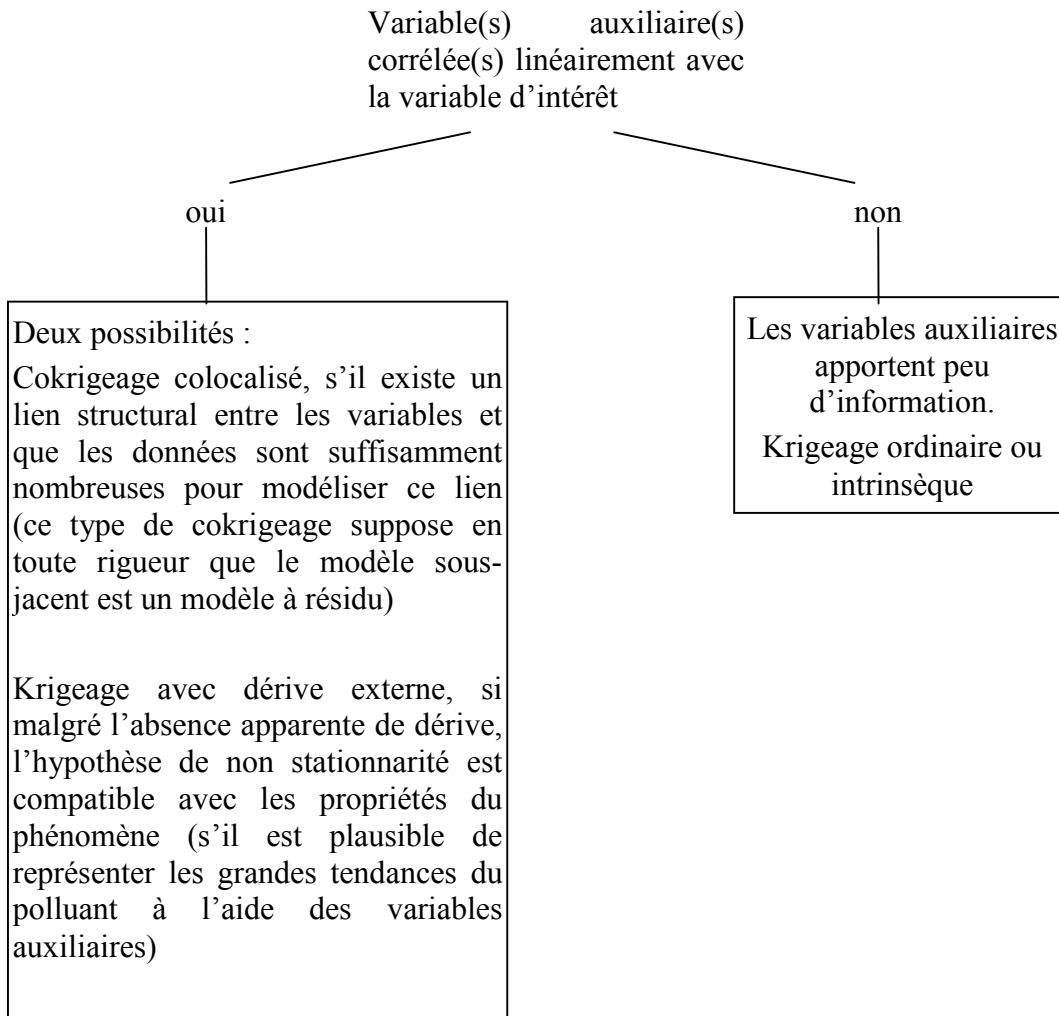 Variable(s) auxiliaire(s)
corrélée(s) linéairement avec
la variable d’intérêt
oui
non
Deux possibilités :
Cokrigeage colocalisé, s’il existe un
lien structural entre les variables et
que les données sont suffisamment
nombreuses pour modéliser ce lien
(ce type de cokrigeage suppose en
toute rigueur que le modèle sous-
jacent est un modèle à résidu)
Krigeage avec dérive externe, si
malgré l’absence apparente de dérive,
l’hypothèse de non stationnarité est
compatible avec les propriétés du
phénomène (s’il est plausible de
représenter les grandes tendances du
polluant à l’aide des variables
auxiliaires)
Les variables auxiliaires
apportent peu
d’information.
Krigeage ordinaire ou
intrinsèque